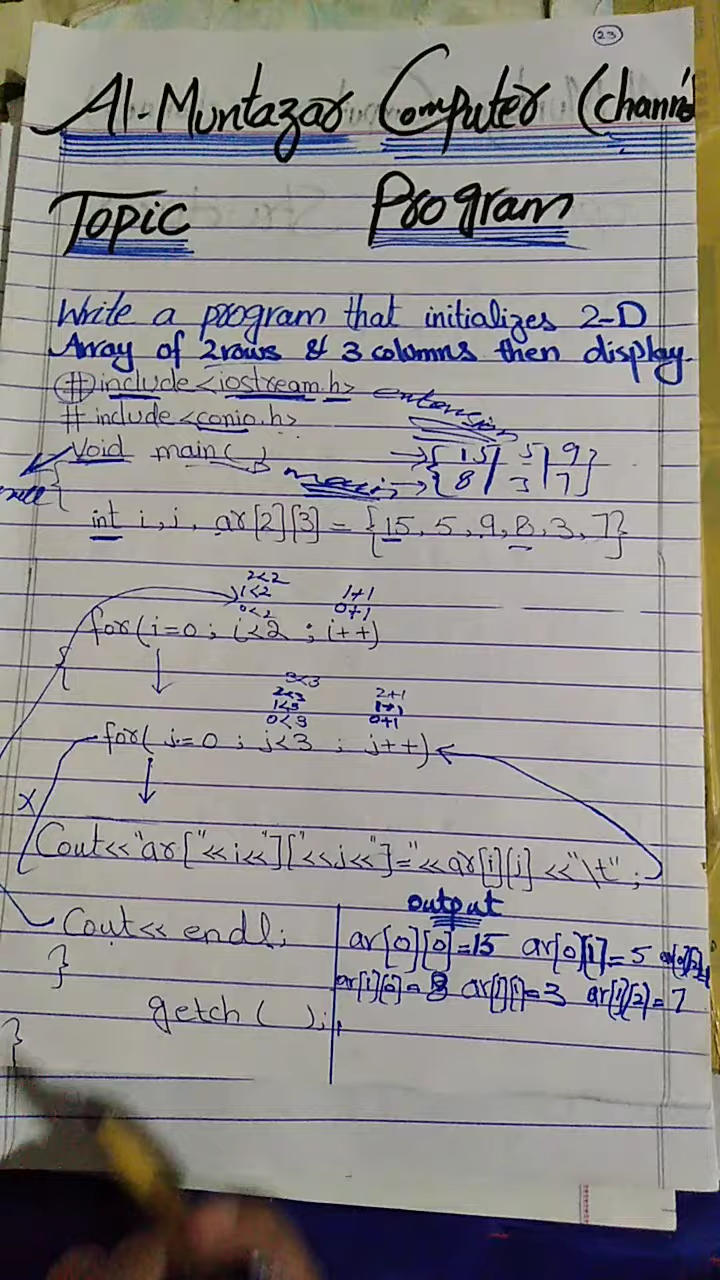 23
Al-Muntazar Computer (chann
Topic Program
Write a program that initializes 2-D
Array of 2 rows & 3 columns then display.
#include<iostream.h> extension
#include<conio.h>
Void main( ) {15| 5|9}
{8| 3|7}
{
int i, j, ar[2][3] = {15, 5, 9, 8, 3, 7}
2<2
1<2 1+1
0<2 0+1
for(i=0 ; i<2 ; i++)
{
3<3
2<3 2+1
1<3 1+1
0<3 0+1
for( j=0 ; j<3 ; j++)
X
Cout<<"ar["<<i<<"]["<<j<<"]="<<ar[i][j] <<"\t" ;
output
Cout<< endl; ar[0][0]=15 ar[0][1]=5
} ar[1][0]=8 ar[1][1]=3 ar[1][2]=7
getch ( );
}